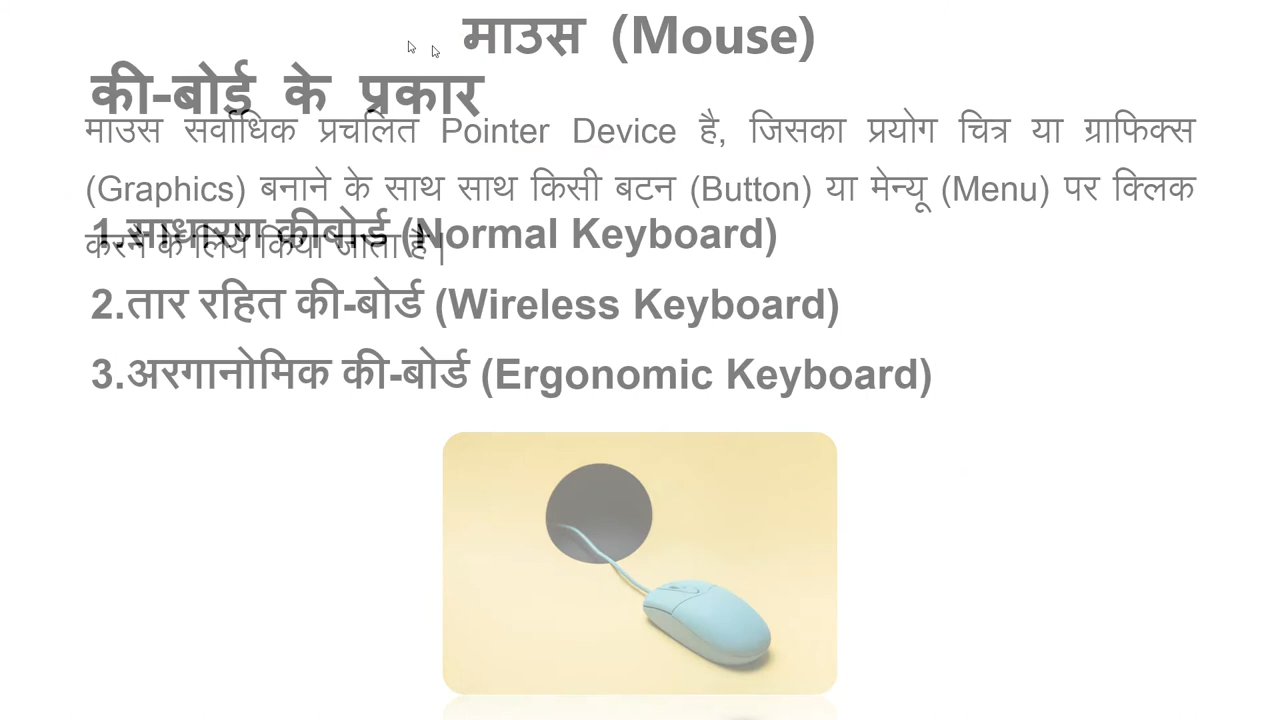 माउस (Mouse)
की-बोर्ड के प्रकार
माउस सर्वाधिक प्रचलित Pointer Device है, जिसका प्रयोग चित्र या ग्राफिक्स
(Graphics) बनाने के साथ साथ किसी बटन (Button) या मेन्यू (Menu) पर क्लिक
1.साधारण कीबोर्ड (Normal Keyboard)
करने के लिये किया जाता है |
2.तार रहित की-बोर्ड (Wireless Keyboard)
3.अरगानोमिक की-बोर्ड (Ergonomic Keyboard)